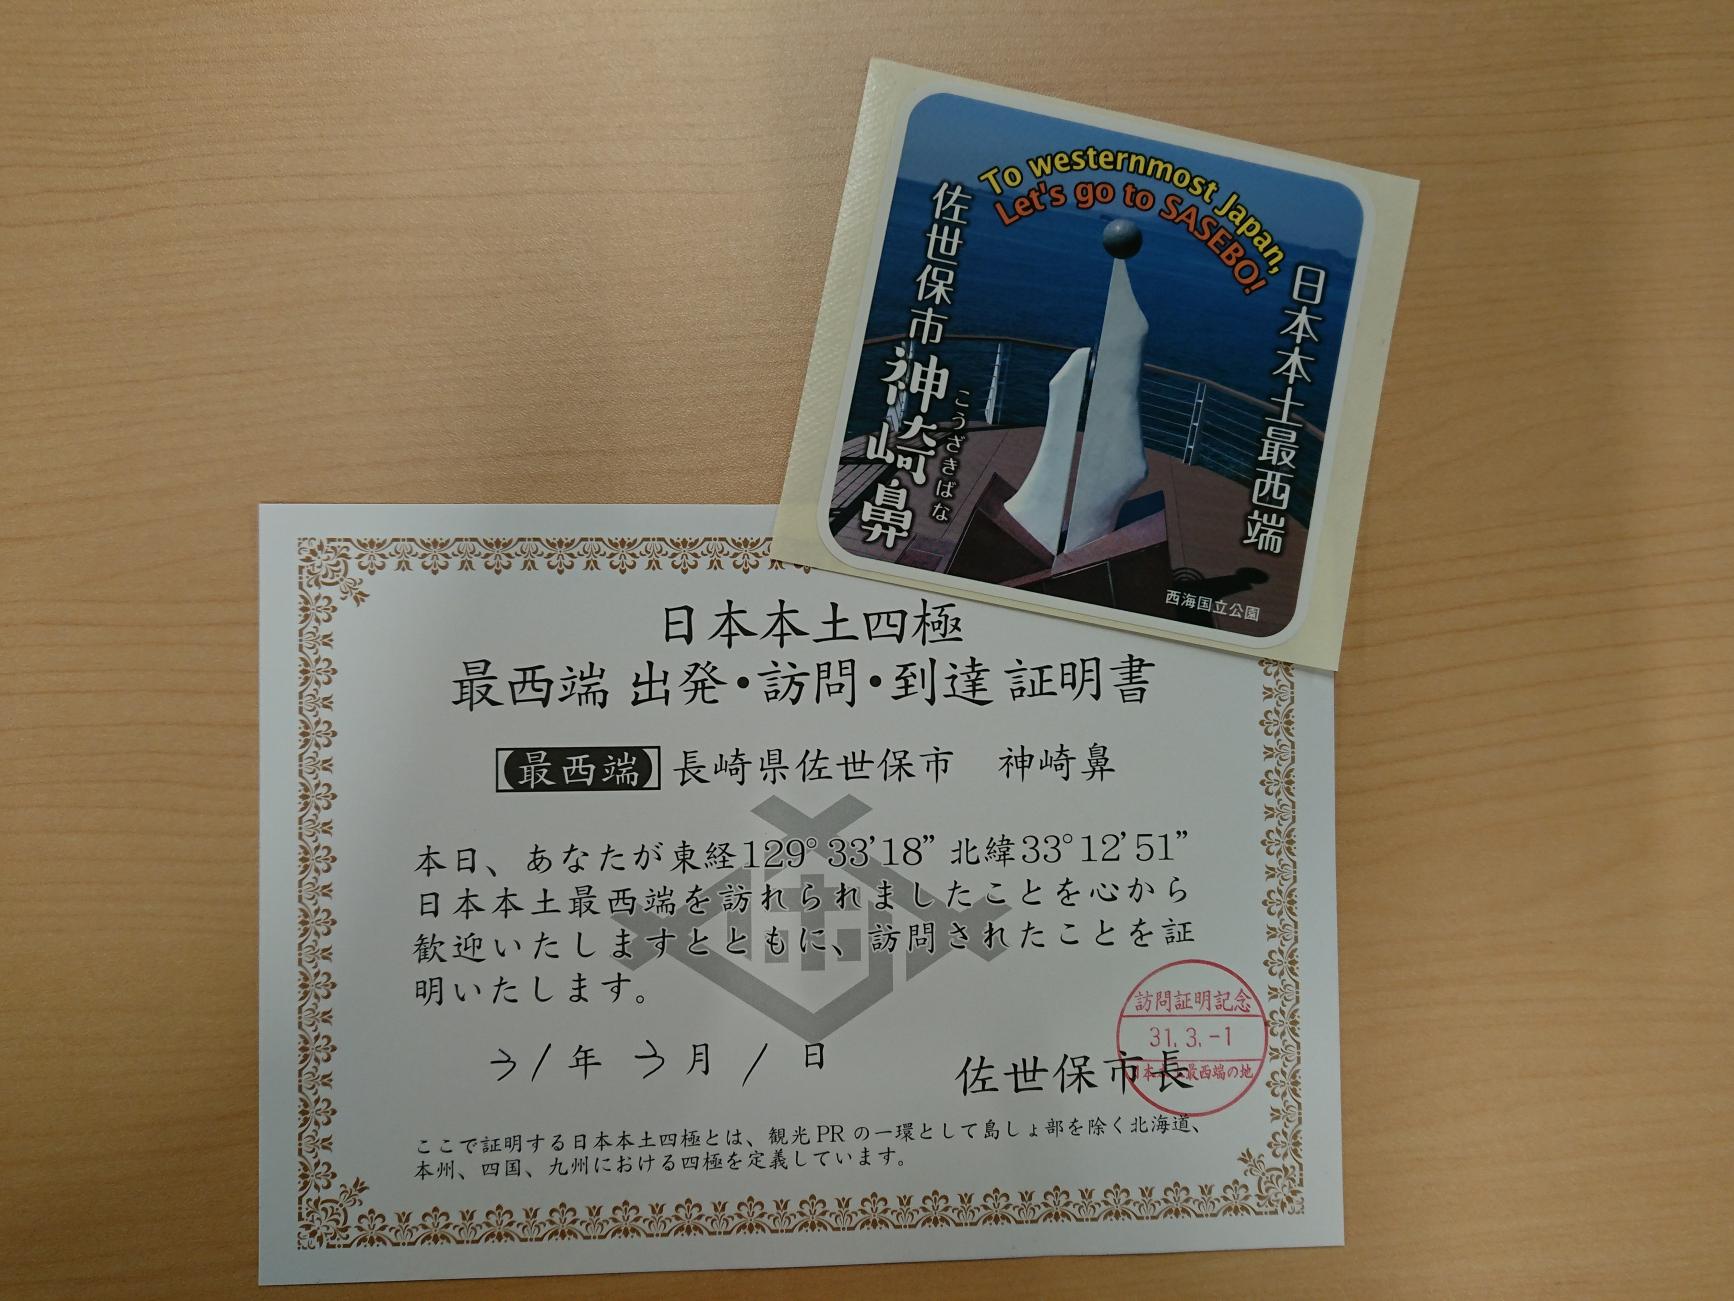 To westernmost Japan,
Let's go to SASEBO!
日本本土最西端
佐世保市神崎鼻
こうざきばな
西海国立公園
日本本土四極
最西端 出発・訪問・到達 証明書
最西端 長崎県佐世保市 神崎鼻
本日、あなたが東経129°33’18” 北緯33°12’51”
日本本土最西端を訪れられましたことを心から
歓迎いたしますとともに、訪問されたことを証
明いたします。
31年3月1日
佐世保市長
訪問証明記念
31.3.-1
日本本土最西端の地
ここで証明する日本本土四極とは、観光PRの一環として島しょ部を除く北海道、
本州、四国、九州における四極を定義しています。